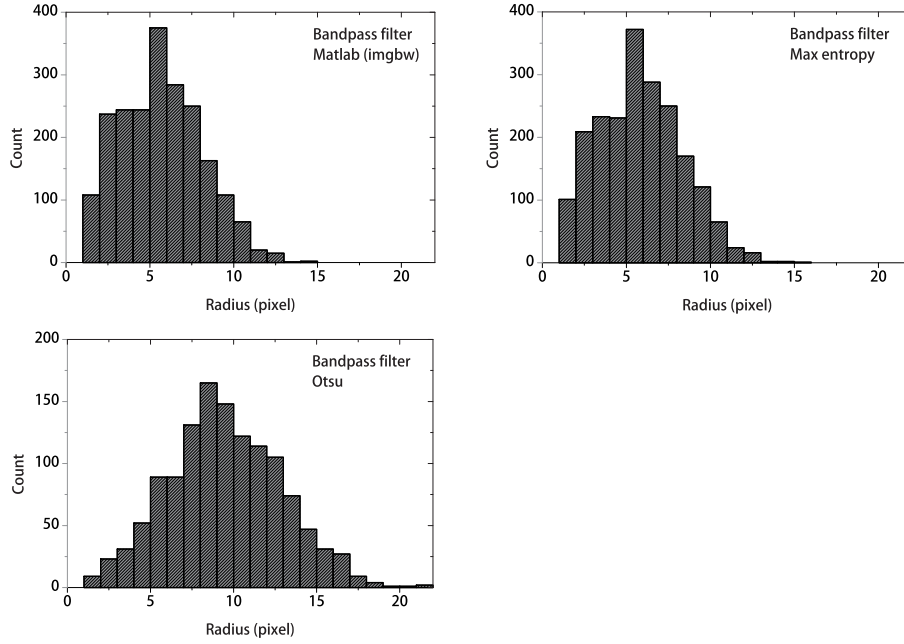 400
300
200
100
0
Count
Bandpass filter
Matlab (imgbw)
0 5 10 15 20
Radius (pixel)
400
300
200
100
0
Count
Bandpass filter
Max entropy
0 5 10 15 20
Radius (pixel)
200
150
100
50
0
Count
Bandpass filter
Otsu
0 5 10 15 20
Radius (pixel)